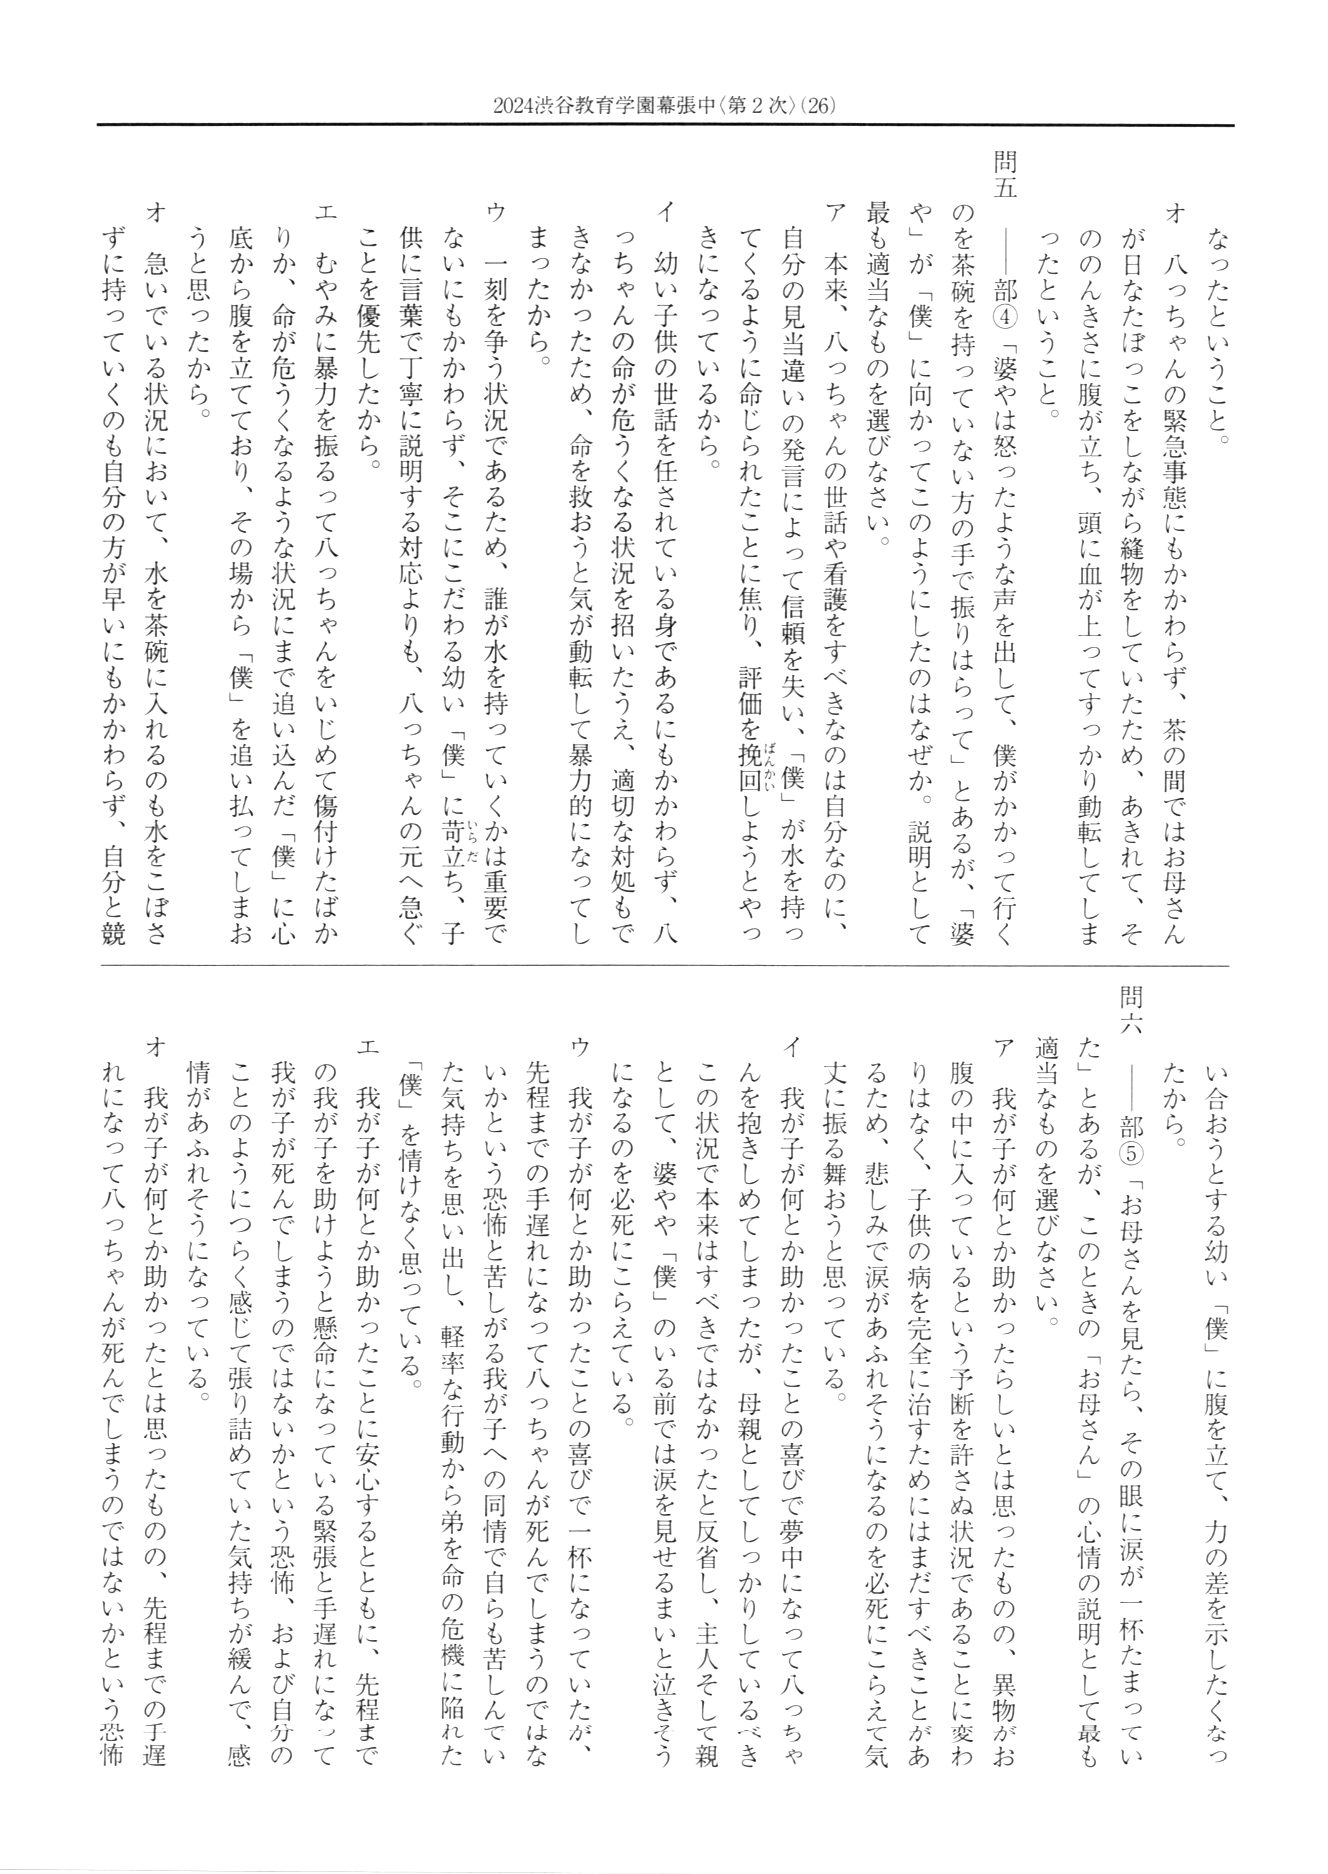 2024渋谷教育学園幕張中〈第2次〉(26)
なったということ。
オ 八っちゃんの緊急事態にもかかわらず、茶の間ではお母さん
が日なたぼっこをしながら縫物をしていたため、あきれて、そ
ののんきさに腹が立ち、頭に血が上ってすっかり動転してしま
ったということ。
問五 ――部④「婆やは怒ったような声を出して、僕がかかって行く
のを茶碗を持っていない方の手で振りはらって」とあるが、「婆
や」が「僕」に向かってこのようにしたのはなぜか。説明として
最も適当なものを選びなさい。
ア 本来、八っちゃんの世話や看護をすべきなのは自分なのに、
自分の見当違いの発言によって信頼を失い、「僕」が水を持っ
てくるように命じられたことに焦り、評価を挽回しようとやっ
きになっているから。
イ 幼い子供の世話を任されている身であるにもかかわらず、八
っちゃんの命が危うくなる状況を招いたうえ、適切な対処もで
きなかったため、命を救おうと気が動転して暴力的になってし
まったから。
ウ 一刻を争う状況であるため、誰が水を持っていくかは重要で
ないにもかかわらず、そこにこだわる幼い「僕」に苛立ち、子
供に言葉で丁寧に説明する対応よりも、八っちゃんの元へ急ぐ
ことを優先したから。
エ むやみに暴力を振るって八っちゃんをいじめて傷付けたばか
りか、命が危うくなるような状況にまで追い込んだ「僕」に心
底から腹を立てており、その場から「僕」を追い払ってしまお
うと思ったから。
オ 急いでいる状況において、水を茶碗に入れるのも水をこぼさ
ずに持っていくのも自分の方が早いにもかかわらず、自分と競
い合おうとする幼い「僕」に腹を立て、力の差を示したくなっ
たから。
問六 ――部⑤「お母さんを見たら、その眼に涙が一杯たまってい
た」とあるが、このときの「お母さん」の心情の説明として最も
適当なものを選びなさい。
ア 我が子が何とか助かったらしいとは思ったものの、異物がお
腹の中に入っているという予断を許さぬ状況であることに変わ
りはなく、子供の病を完全に治すためにはまだすべきことがあ
るため、悲しみで涙があふれそうになるのを必死にこらえて気
丈に振る舞おうと思っている。
イ 我が子が何とか助かったことの喜びで夢中になって八っちゃ
んを抱きしめてしまったが、母親としてしっかりしているべき
この状況で本来はすべきではなかったと反省し、主人そして親
として、婆やや「僕」のいる前では涙を見せるまいと泣きそう
になるのを必死にこらえている。
ウ 我が子が何とか助かったことの喜びで一杯になっていたが、
先程までの手遅れになって八っちゃんが死んでしまうのではな
いかという恐怖と苦しがる我が子への同情で自らも苦しんでい
た気持ちを思い出し、軽率な行動から弟を命の危機に陥れた
「僕」を情けなく思っている。
エ 我が子が何とか助かったことに安心するとともに、先程まで
の我が子を助けようと懸命になっている緊張と手遅れになって
我が子が死んでしまうのではないかという恐怖、および自分の
ことのようにつらく感じて張り詰めていた気持ちが緩んで、感
情があふれそうになっている。
オ 我が子が何とか助かったとは思ったものの、先程までの手遅
れになって八っちゃんが死んでしまうのではないかという恐怖